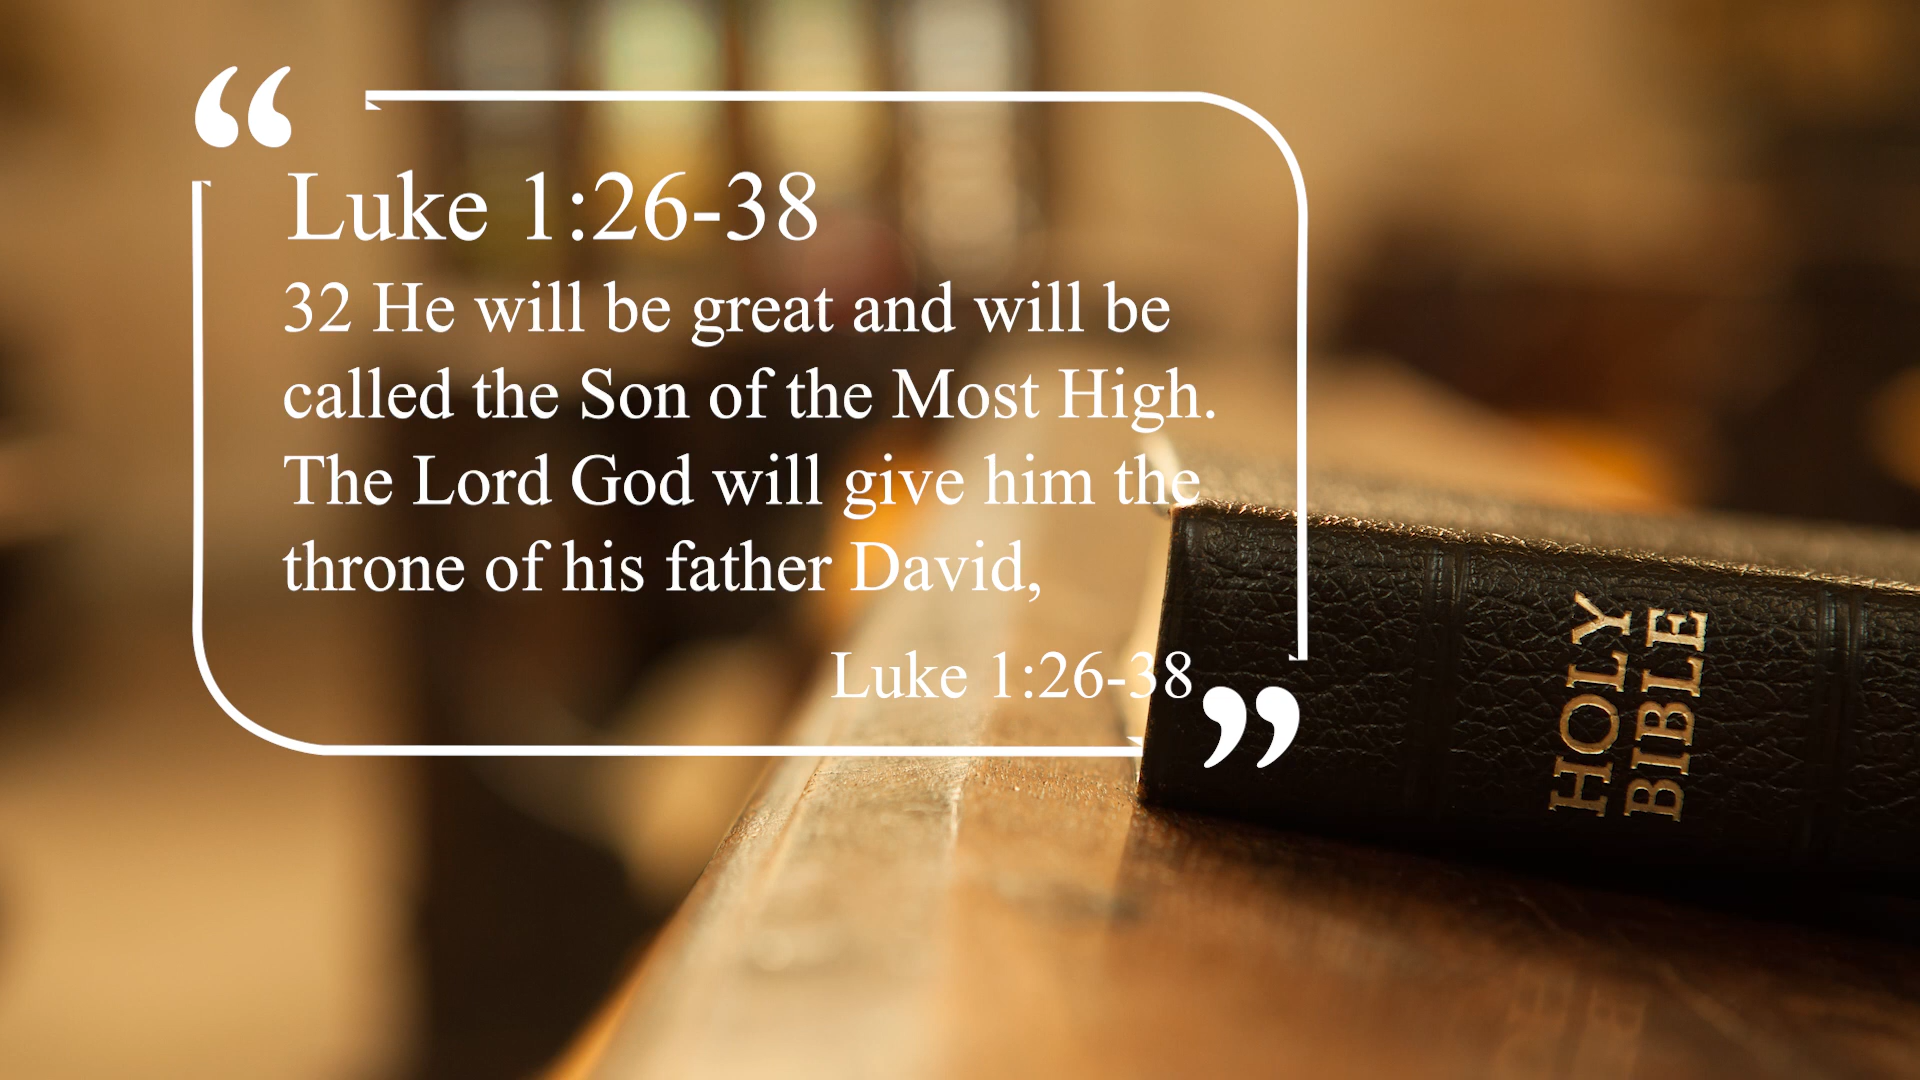 Luke 1:26-38
32 He will be great and will be
called the Son of the Most High.
The Lord God will give him the
throne of his father David,
Luke 1:26-38
HOLY
BIBLE